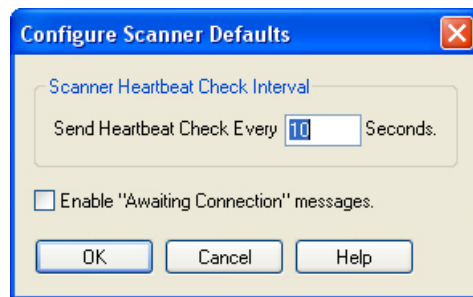 Configure Scanner Defaults
Scanner Heartbeat Check Interval
Send Heartbeat Check Every 10 Seconds.
Enable "Awaiting Connection" messages.
OK Cancel Help